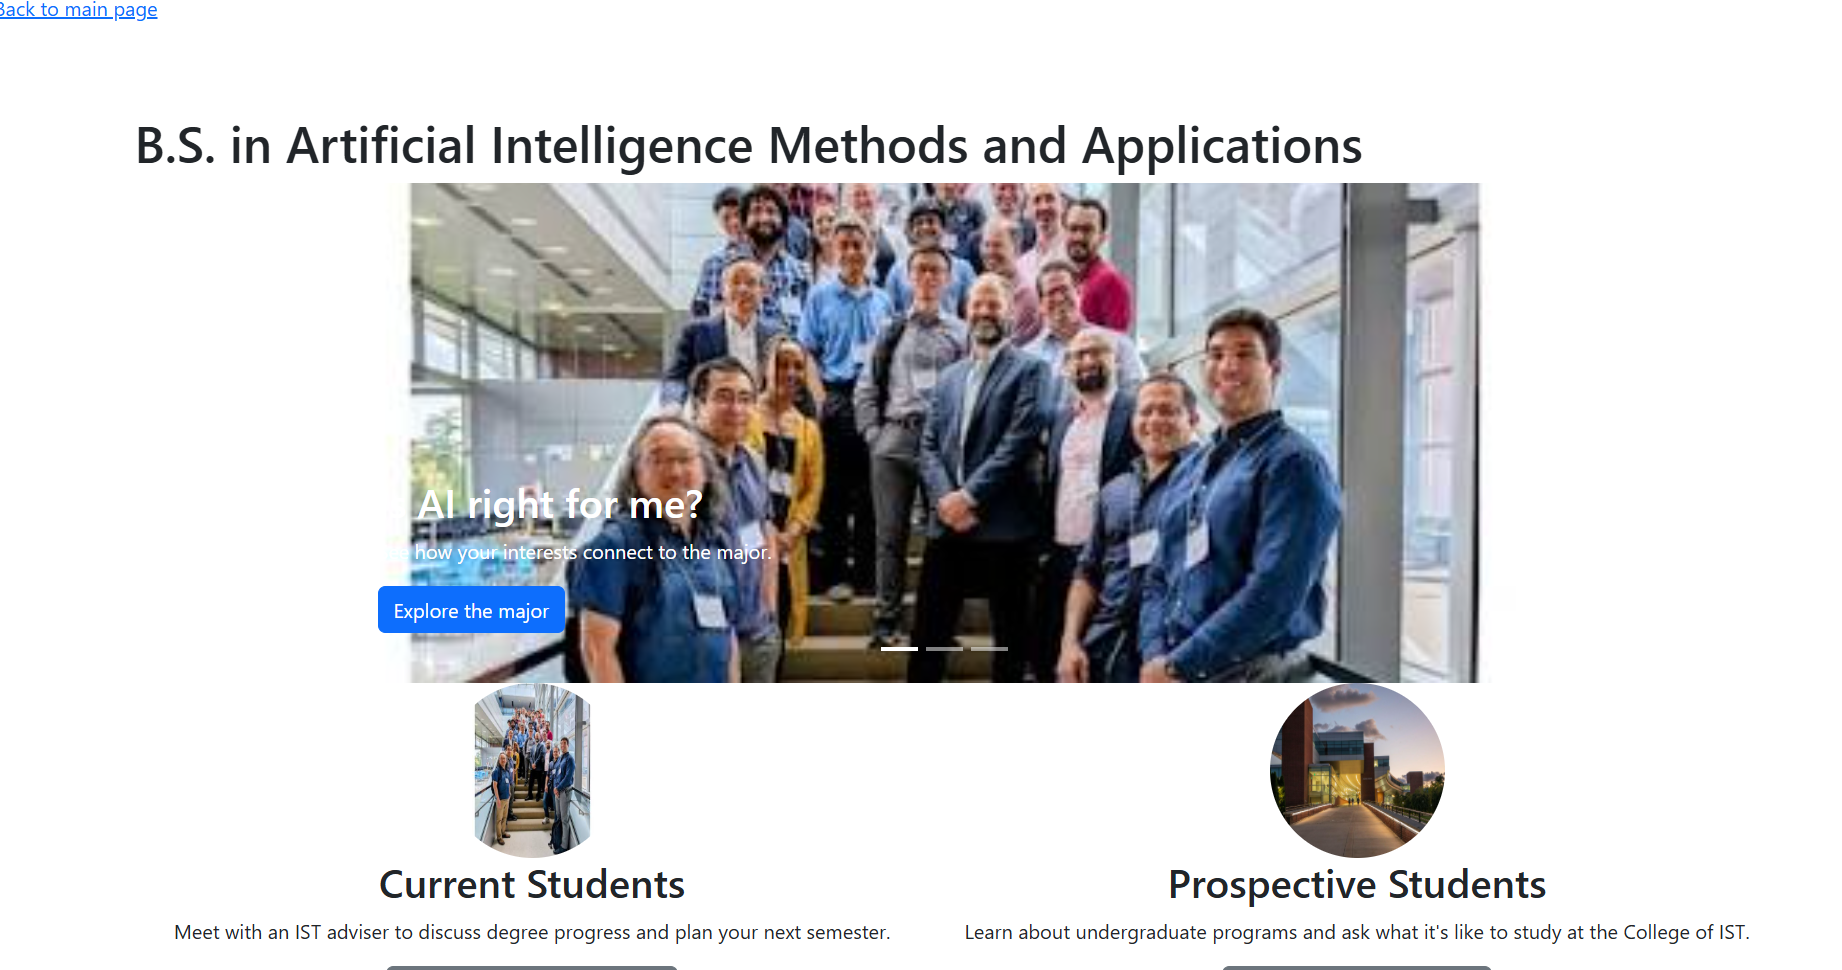 Back to main page
B.S. in Artificial Intelligence Methods and Applications
AI right for me?
how your interests connect to the major.
Explore the major
Current Students
Prospective Students
Meet with an IST adviser to discuss degree progress and plan your next semester.
Learn about undergraduate programs and ask what it's like to study at the College of IST.